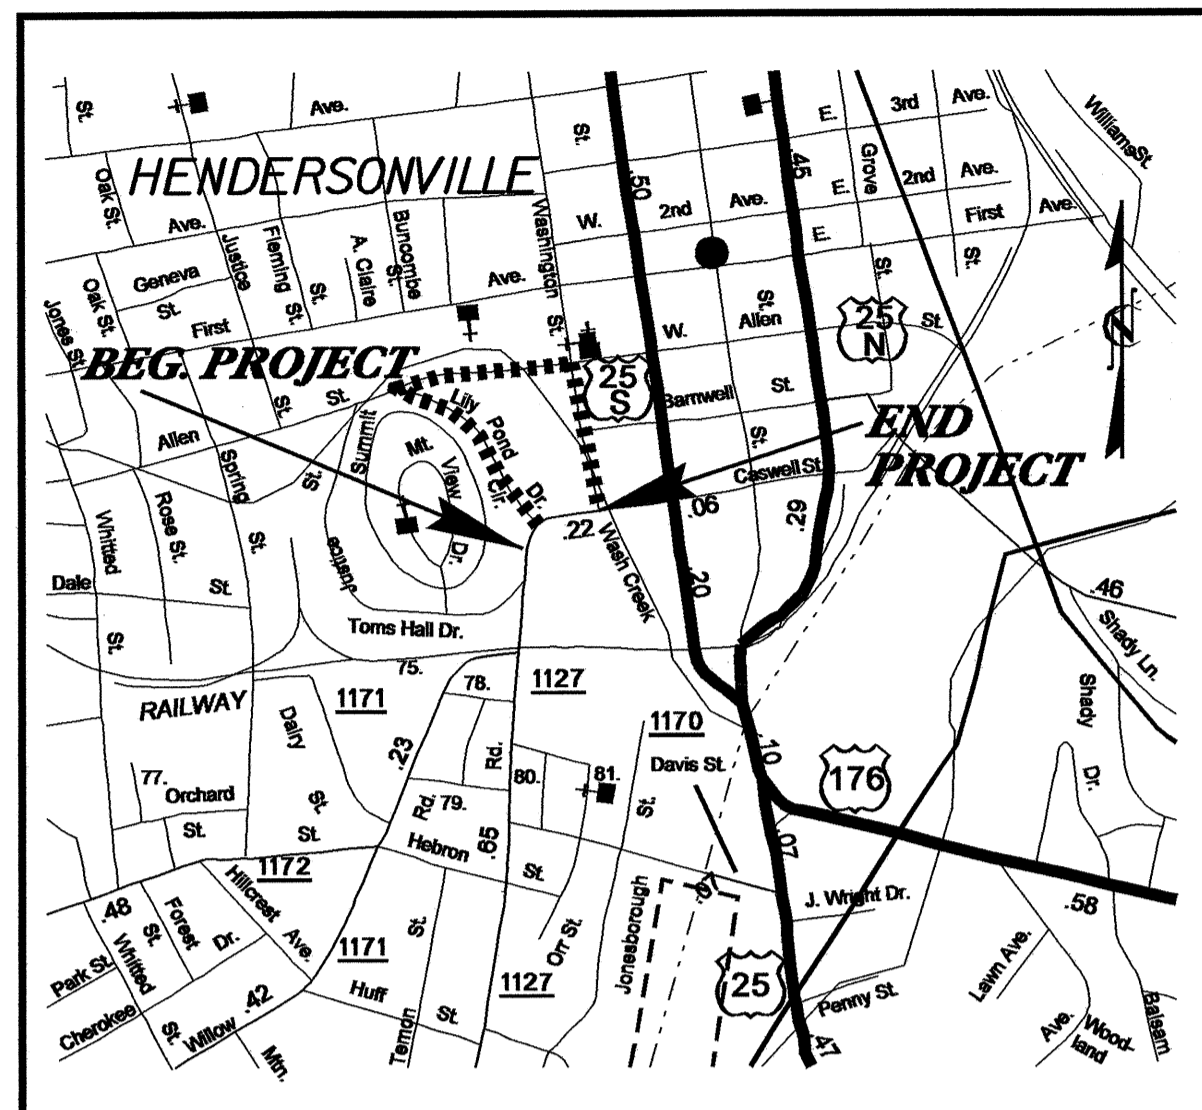 St.
Ave.
St.
E.
3rd
Ave.
Williams St.
HENDERSONVILLE
Oak St.
.50
.45
Grove
E.
2nd
Ave.
W.
2nd
Ave.
First
Ave.
Ave.
Justice
Fleming
St.
Buncombe
St.
Washington
St.
E.
St.
St.
Geneva
St.
A. Claire
St.
Ave.
Oak St.
Jones St.
First
St.
W.
Allen
St.
25
N
St.
N
BEG. PROJECT
25
S
Barnwell
St.
St.
St.
Lily
Pond
Dr.
END
PROJECT
Allen
Summit
Mt.
View
Cir.
Dr.
St.
Caswell St.
Spring
St.
St.
Whitted
St.
Rose St.
.22
.06
.29
Justice
Wash Creek
Dale
St.
.20
.46
Shady Ln.
Toms Hall Dr.
75.
78.
1127
1171
RAILWAY
Dairy
St.
.23
1170
Davis St.
Shady
Dr.
.10
176
77.
Orchard
St.
St.
Rd.
80.
81.
Rd.
79.
St.
Hebron
.65
St.
.07
1172
Hillcrest
Ave.
.07
J. Wright Dr.
.58
.48
St.
Whitted
St.
Forest
Dr.
1171
St.
Orr St.
Jonesborough
Lawn Ave.
Park St.
Cherokee
Willow
.42
Huff
St.
1127
25
Penny St.
Ave.
Wood-
land
Balsam
Mtn.
.47